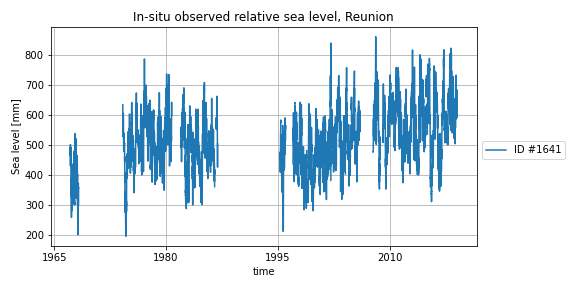 In-situ observed relative sea level, Reunion
Sea level [mm]
800
700
600
500
400
300
200
1965
1980
1995
2010
time
ID #1641